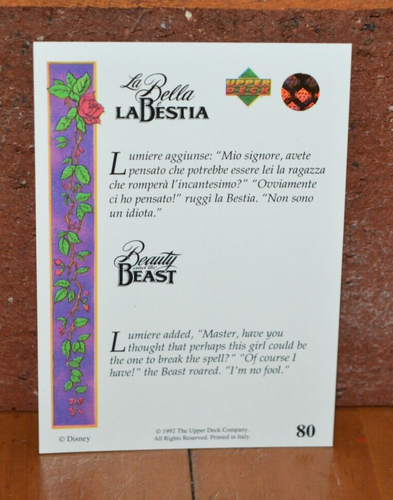 La Bella
e
LA BESTIA
UPPER
DECK
Lumiere aggiunse: “Mio signore, avete
pensato che potrebbe essere lei la ragazza
che romperà l'incantesimo?” “Ovviamente
ci ho pensato!” ruggì la Bestia. “Non sono
un idiota.”
Beauty
and the
BEAST
Lumiere added, “Master, have you
thought that perhaps this girl could be
the one to break the spell?” “Of course I
have!” the Beast roared. “I'm no fool.”
© 1992 The Upper Deck Company.
All Rights Reserved. Printed in Italy.
© Disney
80